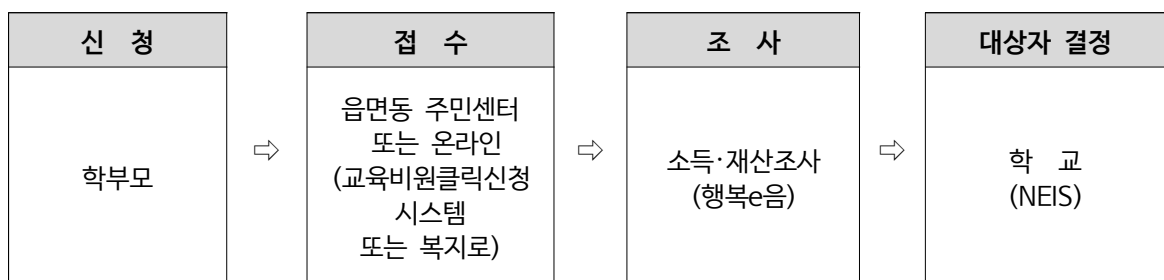 신 청
학부모
⇨
접 수
읍면동 주민센터
또는 온라인
(교육비원클릭신청
시스템
또는 복지로)
⇨
조 사
소득·재산조사
(행복e음)
⇨
대상자 결정
학 교
(NEIS)